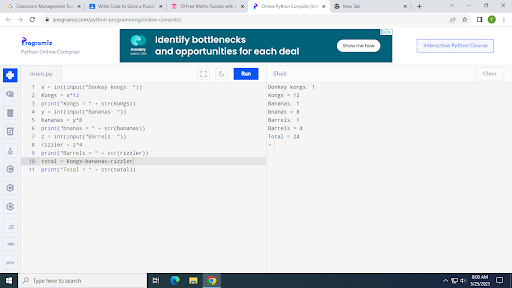 Classroom Management Too
Write Code to Solve a Puzzle
10 Free Maths Puzzles with
Online Python Compiler (Inte
New Tab
programiz.com/python-programming/online-compiler/
Programiz
Python Online Compiler
monday
Identify bottlenecks
and opportunities for each deal
Show me how
Interactive Python Course
main.py
Run
Shell
Clear
1 x = int(input("Donkey kongs: "))
2 Kongs = x*12
3 print("Kongs = " + str(Kongs))
4 y = int(input("Bananas: "))
5 bananas = y*8
6 print("bnanas = " + str(bananas))
7 z = int(input("Barrels: "))
8 rizzler = z*4
9 print("Barrels = " + str(rizzler))
10 total = Kongs+bananas+rizzler
11 print("Total = " + str(total))
Donkey kongs: 1
Kongs = 12
Bananas: 1
bnanas = 8
Barrels: 1
Barrels = 4
Total = 24
>
JS
GO
php
Type here to search
8:03 AM
5/25/2023